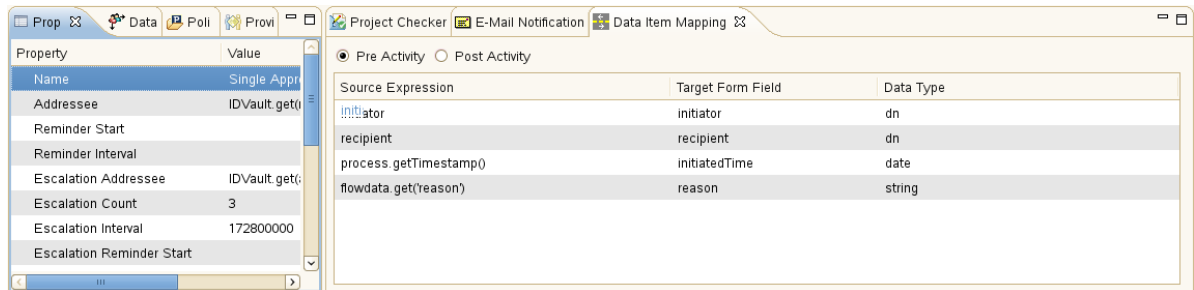 Prop Data Poli Provi
Property Value
Name Single Appr
Addressee IDVault.get(
Reminder Start
Reminder Interval
Escalation Addressee IDVault.get(
Escalation Count 3
Escalation Interval 172800000
Escalation Reminder Start
Project Checker E-Mail Notification Data Item Mapping
Pre Activity Post Activity
Source Expression Target Form Field Data Type
initiator initiator dn
recipient recipient dn
process.getTimestamp() initiatedTime date
flowdata.get('reason') reason string